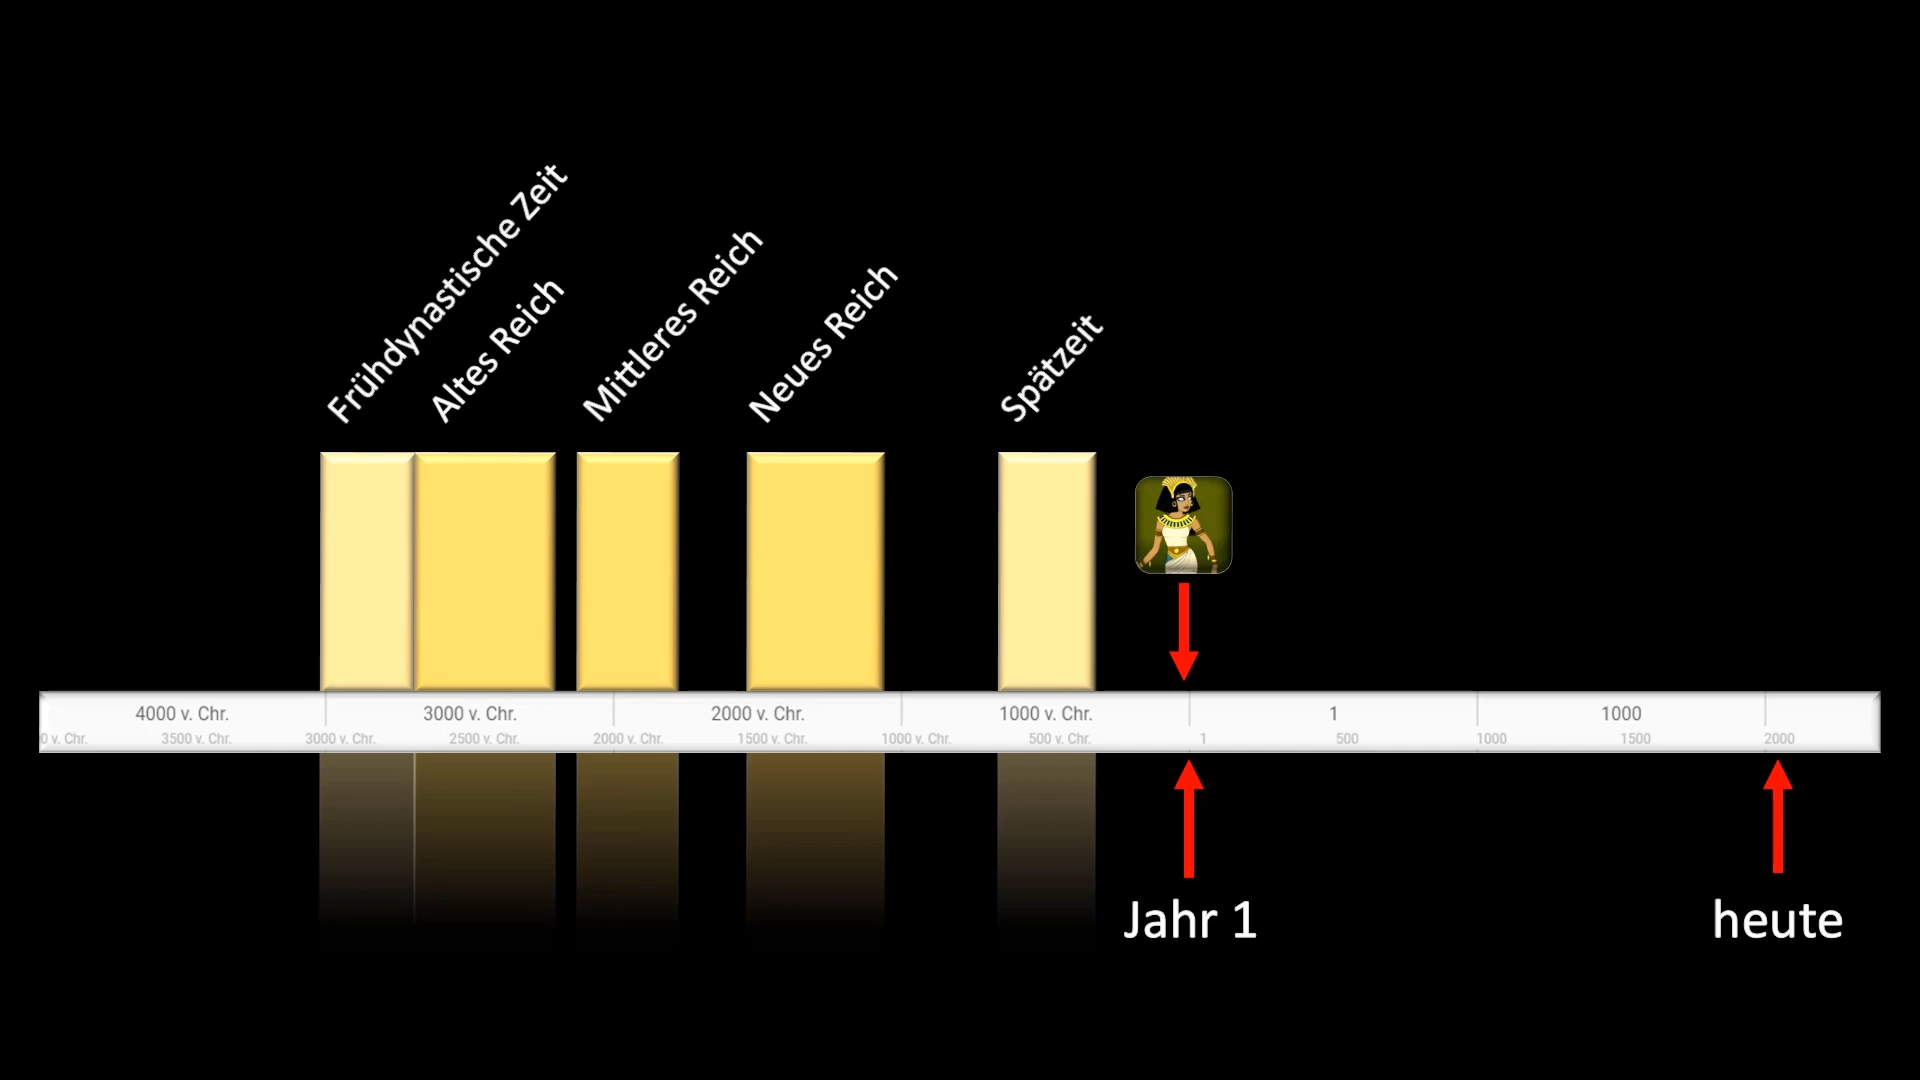 Frühdynastische Zeit
Altes Reich
Mittleres Reich
Neues Reich
Spätzeit
4000 v. Chr. 3000 v. Chr. 2000 v. Chr. 1000 v. Chr. 1 1000
0 v. Chr. 3500 v. Chr. 3000 v. Chr. 2500 v. Chr. 2000 v. Chr. 1500 v. Chr. 1000 v. Chr. 500 v. Chr. 1 500 1000 1500 2000
Jahr 1 heute